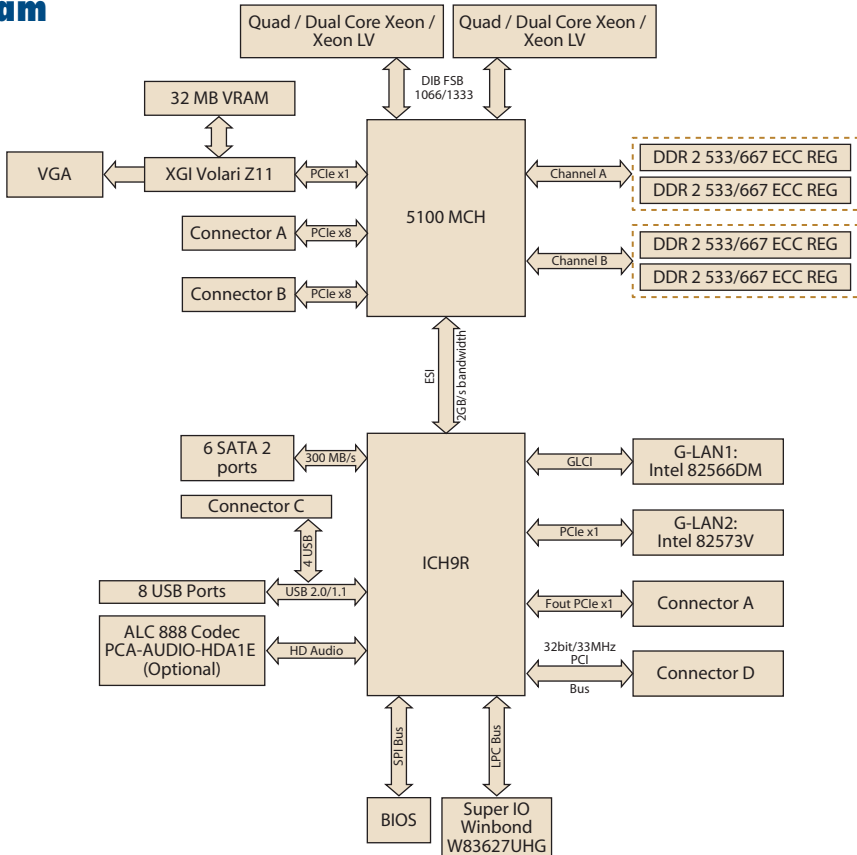 am
Quad / Dual Core Xeon /
Xeon LV
Quad / Dual Core Xeon /
Xeon LV
DIB FSB
1066/1333
32 MB VRAM
VGA
XGI Volari Z11
PCIe x1
5100 MCH
Channel A
DDR 2 533/667 ECC REG
DDR 2 533/667 ECC REG
Connector A
PCIe x8
Connector B
PCIe x8
Channel B
DDR 2 533/667 ECC REG
DDR 2 533/667 ECC REG
ESI
2GB/s bandwidth
6 SATA 2
ports
300 MB/s
ICH9R
GLCI
G-LAN1:
Intel 82566DM
Connector C
4 USB
PCIe x1
G-LAN2:
Intel 82573V
8 USB Ports
USB 2.0/1.1
Fout PCIe x1
Connector A
ALC 888 Codec
PCA-AUDIO-HDA1E
(Optional)
HD Audio
32bit/33MHz
PCI
Bus
Connector D
SPI Bus
LPC Bus
BIOS
Super IO
Winbond
W83627UHG